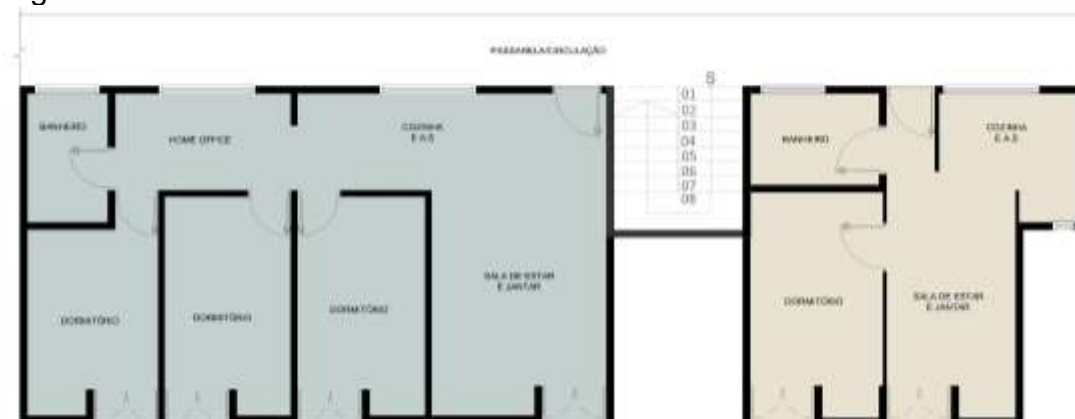 PASSARELA/CIRCULAÇÃO
S
01
02
03
04
05
06
07
08
BANHEIRO
HOME OFFICE
COZINHA
E A.S
BANHEIRO
COZINHA
E A.S
DORMITÓRIO
DORMITÓRIO
DORMITÓRIO
SALA DE ESTAR
E JANTAR
DORMITÓRIO
SALA DE ESTAR
E JANTAR